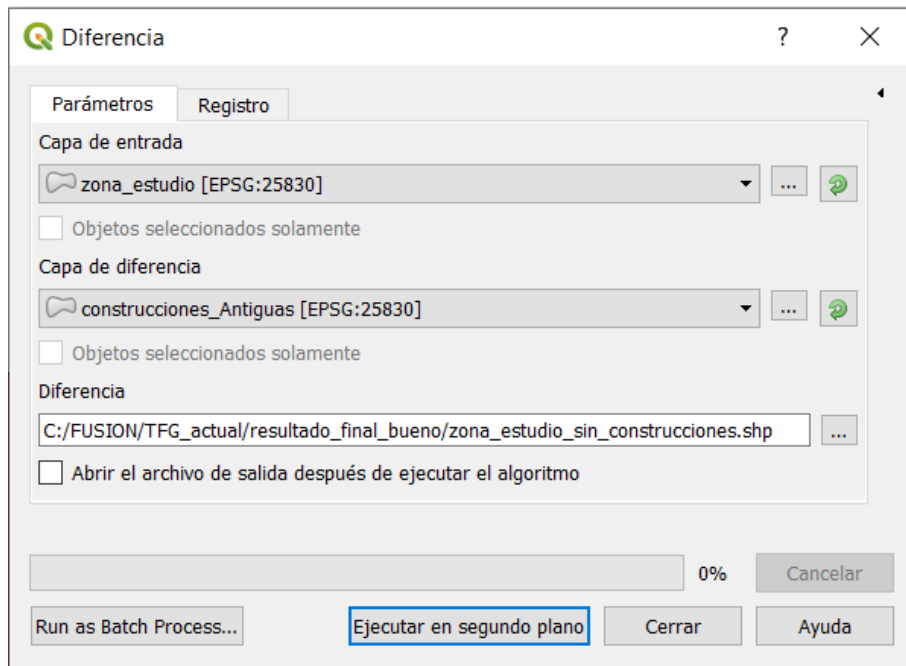 Diferencia
?
Parámetros
Registro
Capa de entrada
zona_estudio [EPSG:25830]
...
Objetos seleccionados solamente
Capa de diferencia
construcciones_Antiguas [EPSG:25830]
...
Objetos seleccionados solamente
Diferencia
C:/FUSION/TFG_actual/resultado_final_bueno/zona_estudio_sin_construcciones.shp
...
Abrir el archivo de salida después de ejecutar el algoritmo
0%
Cancelar
Run as Batch Process...
Ejecutar en segundo plano
Cerrar
Ayuda